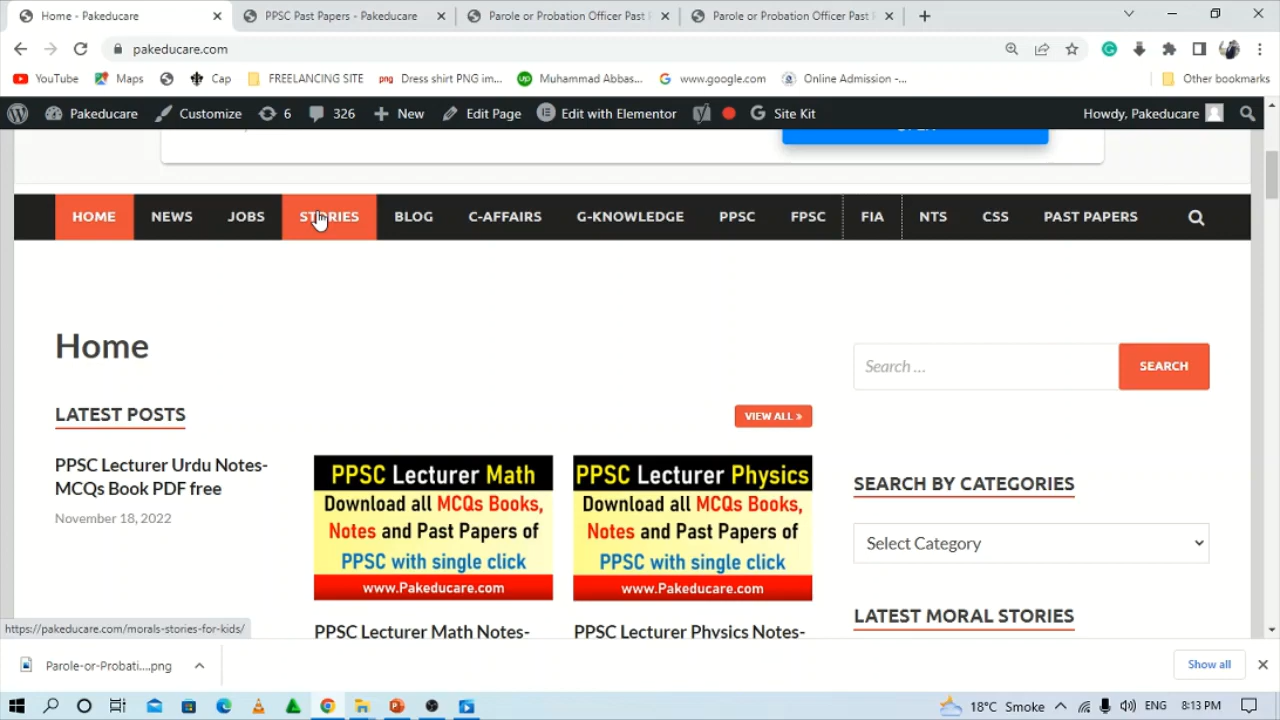 Home - Pakeducare
PPSC Past Papers - Pakeducare
Parole or Probation Officer Past
Parole or Probation Officer Past
pakeducare.com
YouTube
Maps
Cap
FREELANCING SITE
png
Dress shirt PNG im...
up
Muhammad Abbas...
www.google.com
Online Admission -...
Other bookmarks
Pakeducare
Customize
6
326
New
Edit Page
Edit with Elementor
Site Kit
Howdy, Pakeducare
HOME
NEWS
JOBS
STORIES
BLOG
C-AFFAIRS
G-KNOWLEDGE
PPSC
FPSC
FIA
NTS
CSS
PAST PAPERS
Home
Search ...
SEARCH
LATEST POSTS
VIEW ALL »
PPSC Lecturer Urdu Notes-
MCQs Book PDF free
November 18, 2022
PPSC Lecturer Math
Download all MCQs Books,
Notes and Past Papers of
PPSC with single click
www.Pakeducare.com
PPSC Lecturer Math Notes-
PPSC Lecturer Physics
Download all MCQs Books,
Notes and Past Papers of
PPSC with single click
www.Pakeducare.com
PPSC Lecturer Physics Notes-
SEARCH BY CATEGORIES
Select Category
LATEST MORAL STORIES
https://pakeducare.com/morals-stories-for-kids/
Parole-or-Probati....png
Show all
18°C Smoke
ENG
8:13 PM